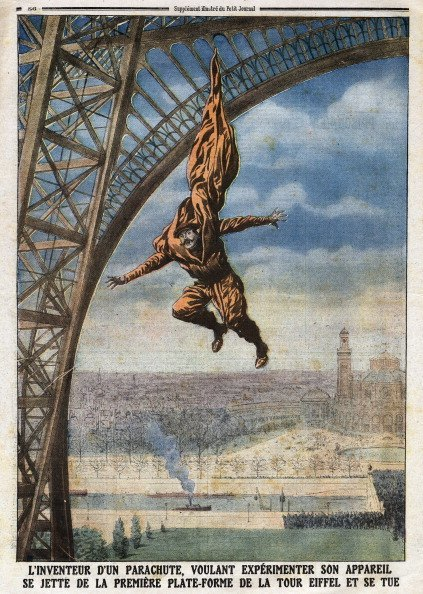 Supplément illustré du Petit Journal
L'INVENTEUR D'UN PARACHUTE, VOULANT EXPÉRIMENTER SON APPAREIL
SE JETTE DE LA PREMIÈRE PLATE-FORME DE LA TOUR EIFFEL ET SE TUE